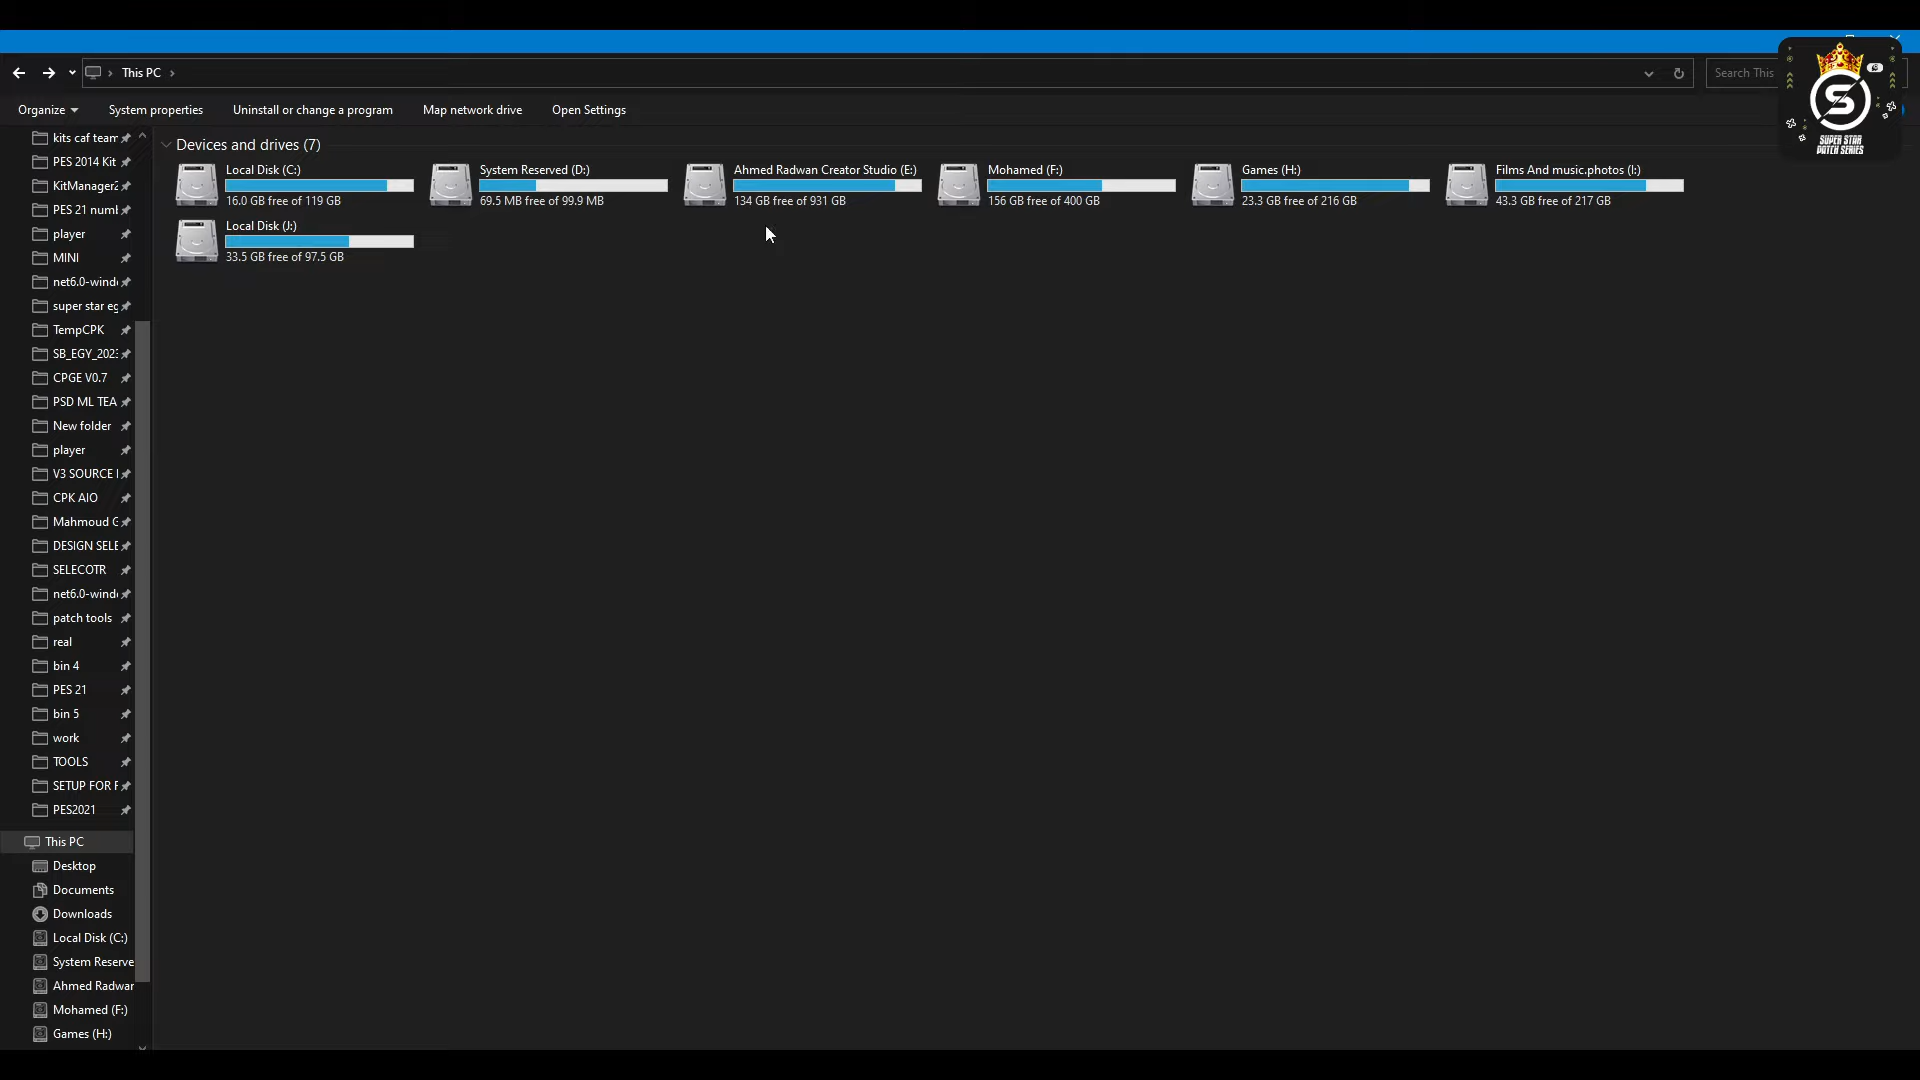 This PC
Search This
Organize
System properties
Uninstall or change a program
Map network drive
Open Settings
kits caf team
PES 2014 Kit
KitManager2
PES 21 numl
player
MINI
net6.0-wind
super star eg
TempCPK
SB_EGY_2023
CPGE V0.7
PSD ML TEA
New folder
player
V3 SOURCE
CPK AIO
Mahmoud G
DESIGN SELE
SELECOTR
net6.0-wind
patch tools
real
bin 4
PES 21
bin 5
work
TOOLS
SETUP FOR F
PES2021
This PC
Desktop
Documents
Downloads
Local Disk (C:)
System Reserve
Ahmed Radwan
Mohamed (F:)
Games (H:)
Devices and drives (7)
Local Disk (C:)
16.0 GB free of 119 GB
System Reserved (D:)
69.5 MB free of 99.9 MB
Ahmed Radwan Creator Studio (E:)
134 GB free of 931 GB
Mohamed (F:)
156 GB free of 400 GB
Games (H:)
23.3 GB free of 216 GB
Films And music.photos (I:)
43.3 GB free of 217 GB
Local Disk (J:)
33.5 GB free of 97.5 GB
S
SUPER STAR
PATCH SERIES